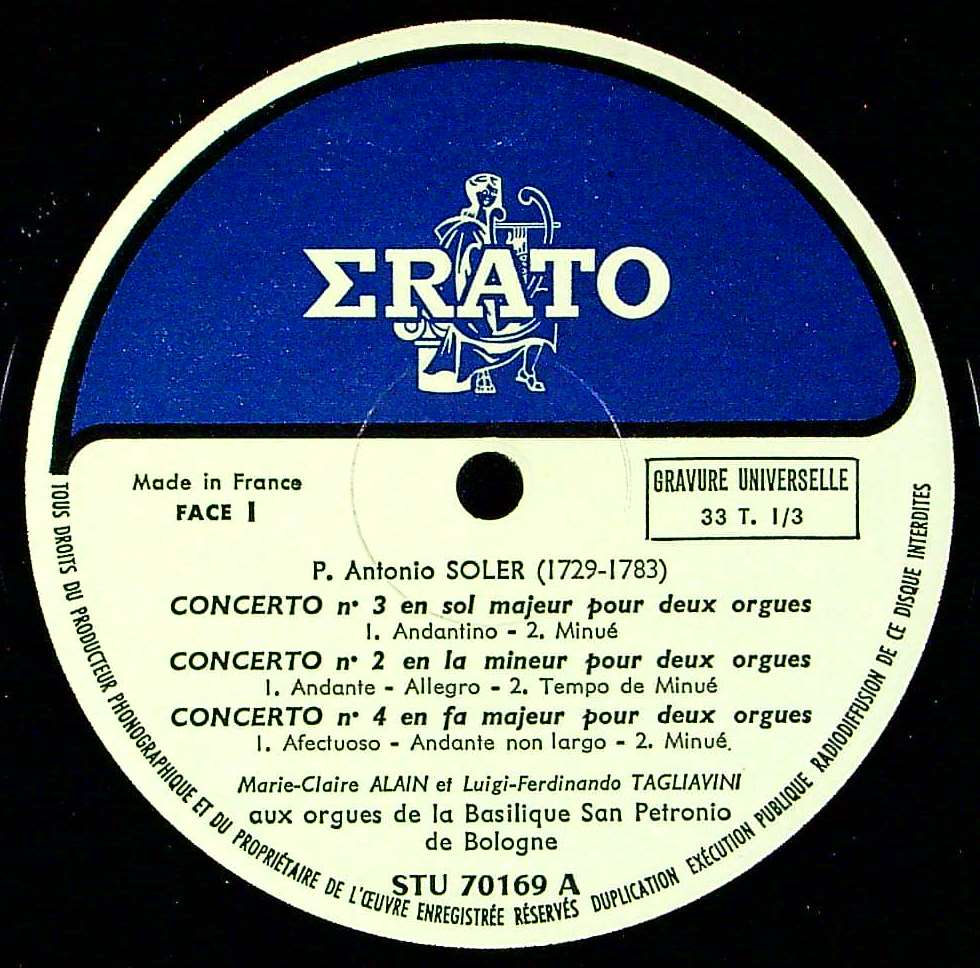 ΣRATO
Made in France
FACE 1
GRAVURE UNIVERSELLE
33 T. 1/3
P. Antonio SOLER (1729-1783)
CONCERTO n• 3 en sol majeur pour deux orgues
1. Andantino - 2. Minué
CONCERTO n• 2 en la mineur pour deux orgues
1. Andante - Allegro - 2. Tempo de Minué
CONCERTO n• 4 en fa majeur pour deux orgues
1. Afectuoso - Andante non largo - 2. Minué.
Marie-Claire ALAIN et Luigi-Ferdinando TAGLIAVINI
aux orgues de la Basilique San Petronio
de Bologne
STU 70169 A
TOUS DROITS DU PRODUCTEUR PHONOGRAPHIQUE ET DU PROPRIÉTAIRE DE L'ŒUVRE ENREGISTRÉE RÉSERVÉS DUPLICATION EXÉCUTION PUBLIQUE RADIODIFFUSION DE CE DISQUE INTERDITES